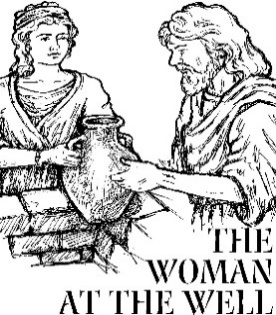 THE
WOMAN
AT THE WELL